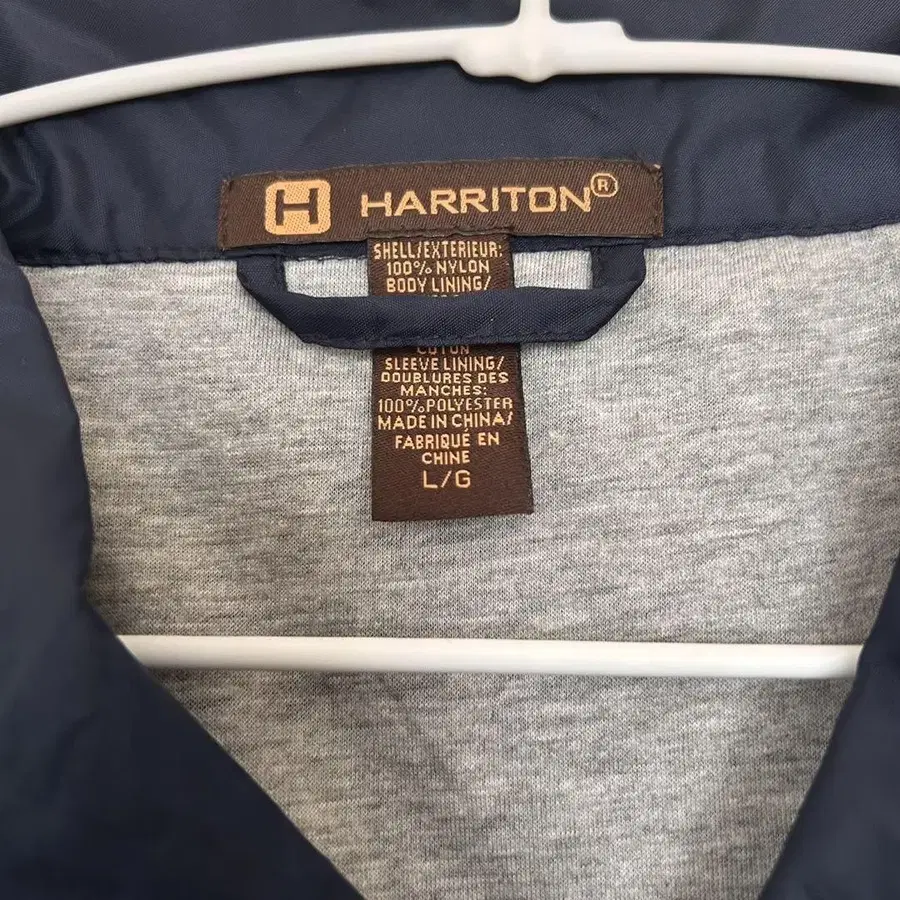 H HARRITON®
SHELL/EXTERIEUR:
100% NYLON
BODY LINING/
COTON
SLEEVE LINING/
DOUBLURES DES
MANCHES:
100% POLYESTER
MADE IN CHINA/
FABRIQUÉ EN
CHINE
L/G